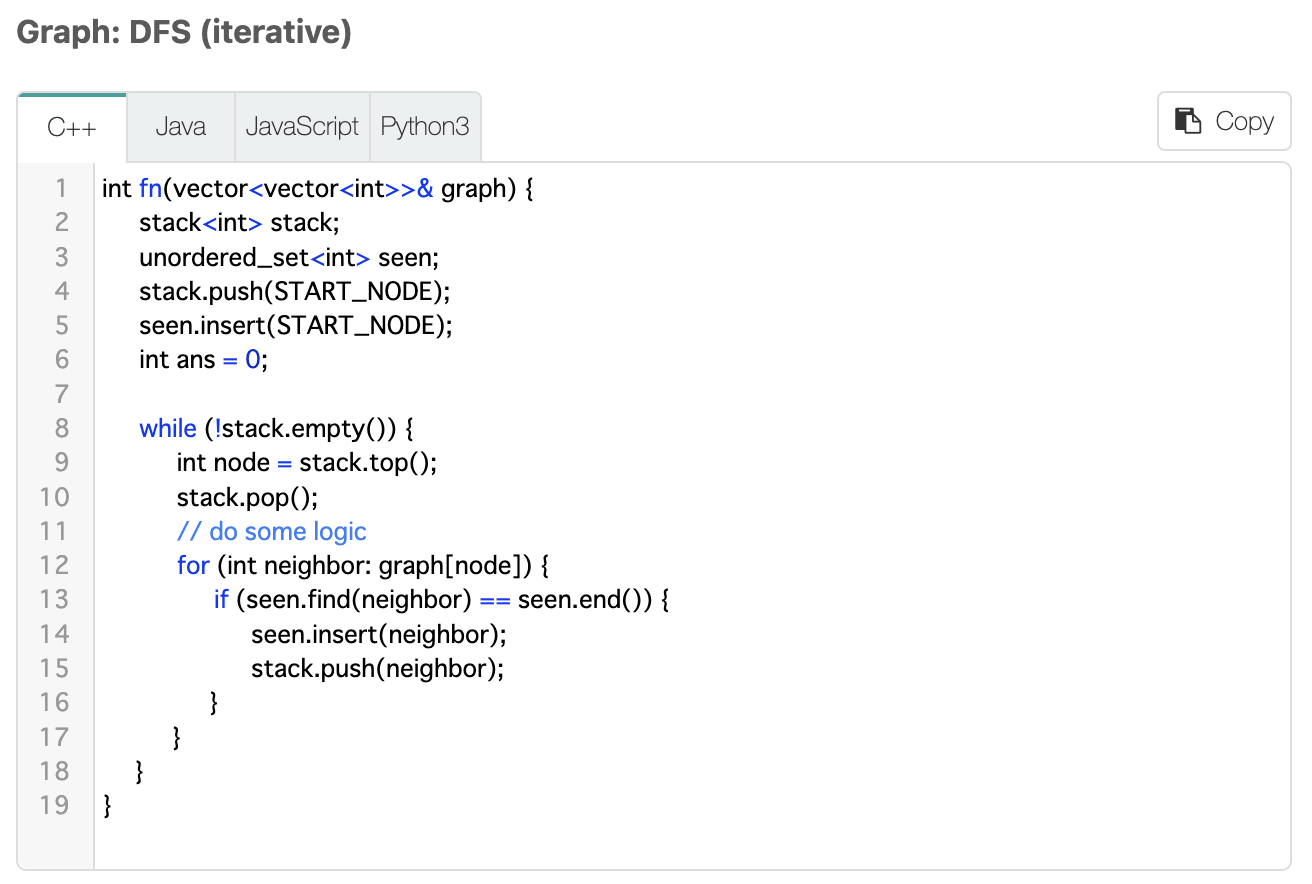 Graph: DFS (iterative)
C++ Java JavaScript Python3 Copy
1 int fn(vector<vector<int>>& graph) {
2     stack<int> stack;
3     unordered_set<int> seen;
4     stack.push(START_NODE);
5     seen.insert(START_NODE);
6     int ans = 0;
7
8     while (!stack.empty()) {
9         int node = stack.top();
10         stack.pop();
11         // do some logic
12         for (int neighbor: graph[node]) {
13             if (seen.find(neighbor) == seen.end()) {
14                 seen.insert(neighbor);
15                 stack.push(neighbor);
16             }
17         }
18     }
19 }